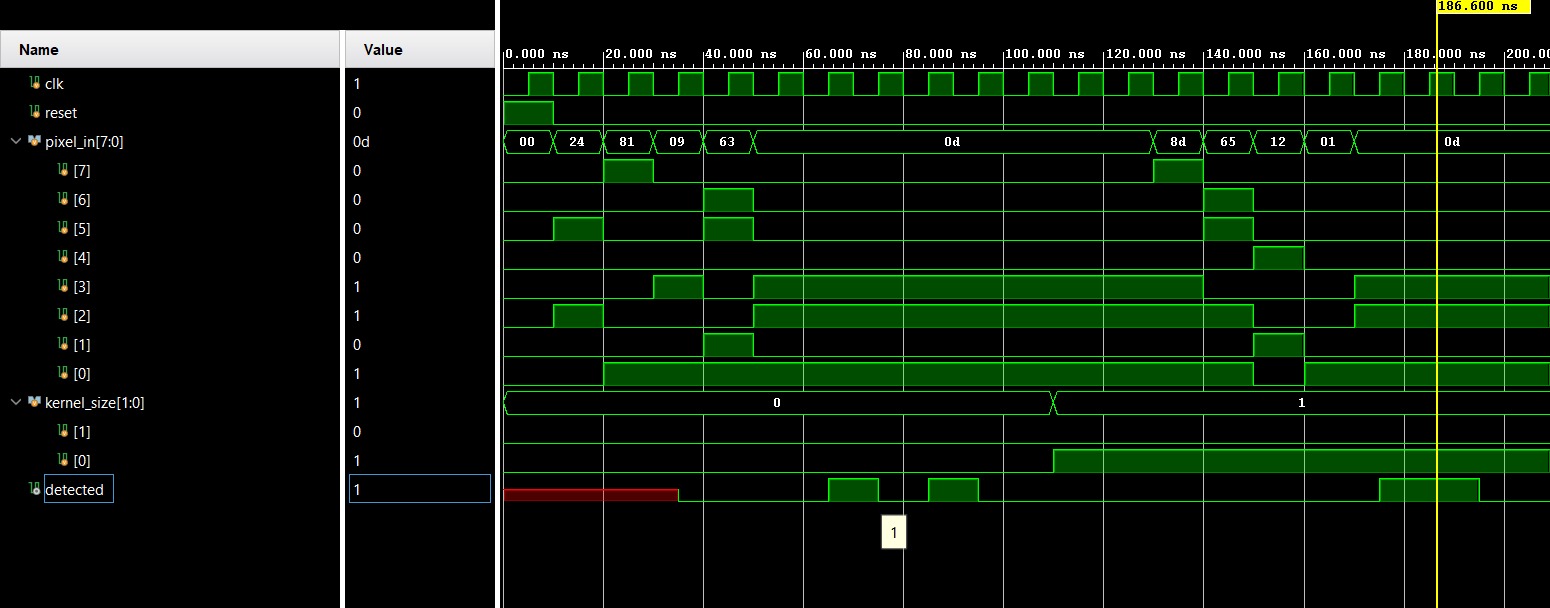 186.600 ns
Name Value
0.000 ns 20.000 ns 40.000 ns 60.000 ns 80.000 ns 100.000 ns 120.000 ns 140.000 ns 160.000 ns 180.000 ns 200.0
clk 1
reset 0
pixel_in[7:0] 0d 00 24 81 09 63 0d 8d 65 12 01 0d
[7] 0
[6] 0
[5] 0
[4] 0
[3] 1
[2] 1
[1] 0
[0] 1
kernel_size[1:0] 1 0 1
[1] 0
[0] 1
detected 1
1